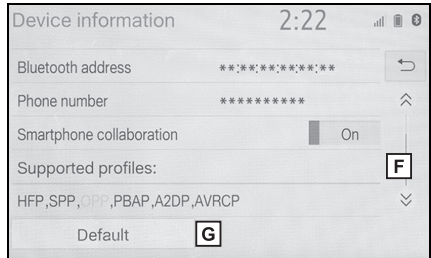 Device information 2:22
Bluetooth address **:**:**:**:**:**
Phone number **********
Smartphone collaboration On
Supported profiles: F
HFP,SPP,OPP,PBAP,A2DP,AVRCP
Default G